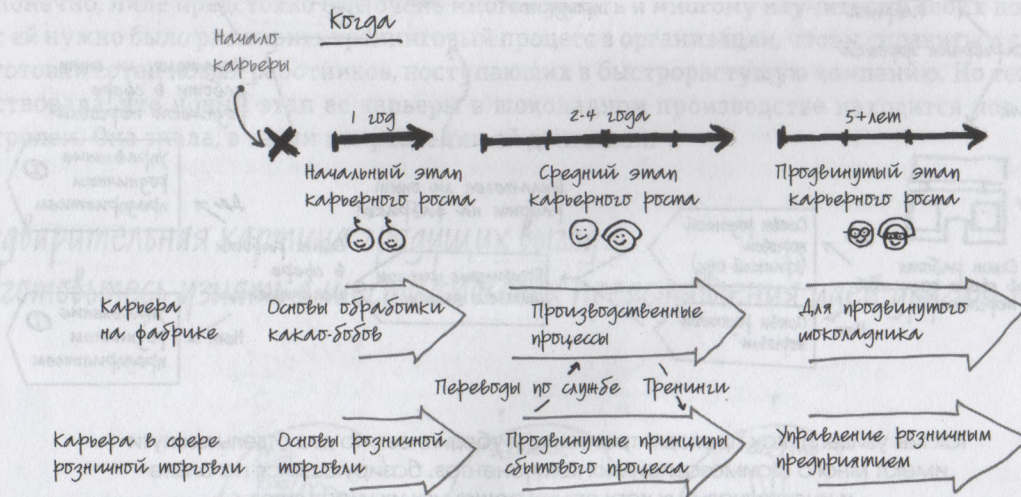 Когда
Начало
карьеры
1 год
2-4 года
5+лет
Начальный этап
карьерного роста
Средний этап
карьерного роста
Продвинутый этап
карьерного роста
Карьера
на фабрике
Основы обработки
какао-бобов
Производственные
процессы
Для продвинутого
шоколадника
Переводы по службе
Тренинги
Карьера в сфере
розничной торговли
Основы розничной
торговли
Продвинутые принципы
сбытового процесса
Управление розничным
предприятием